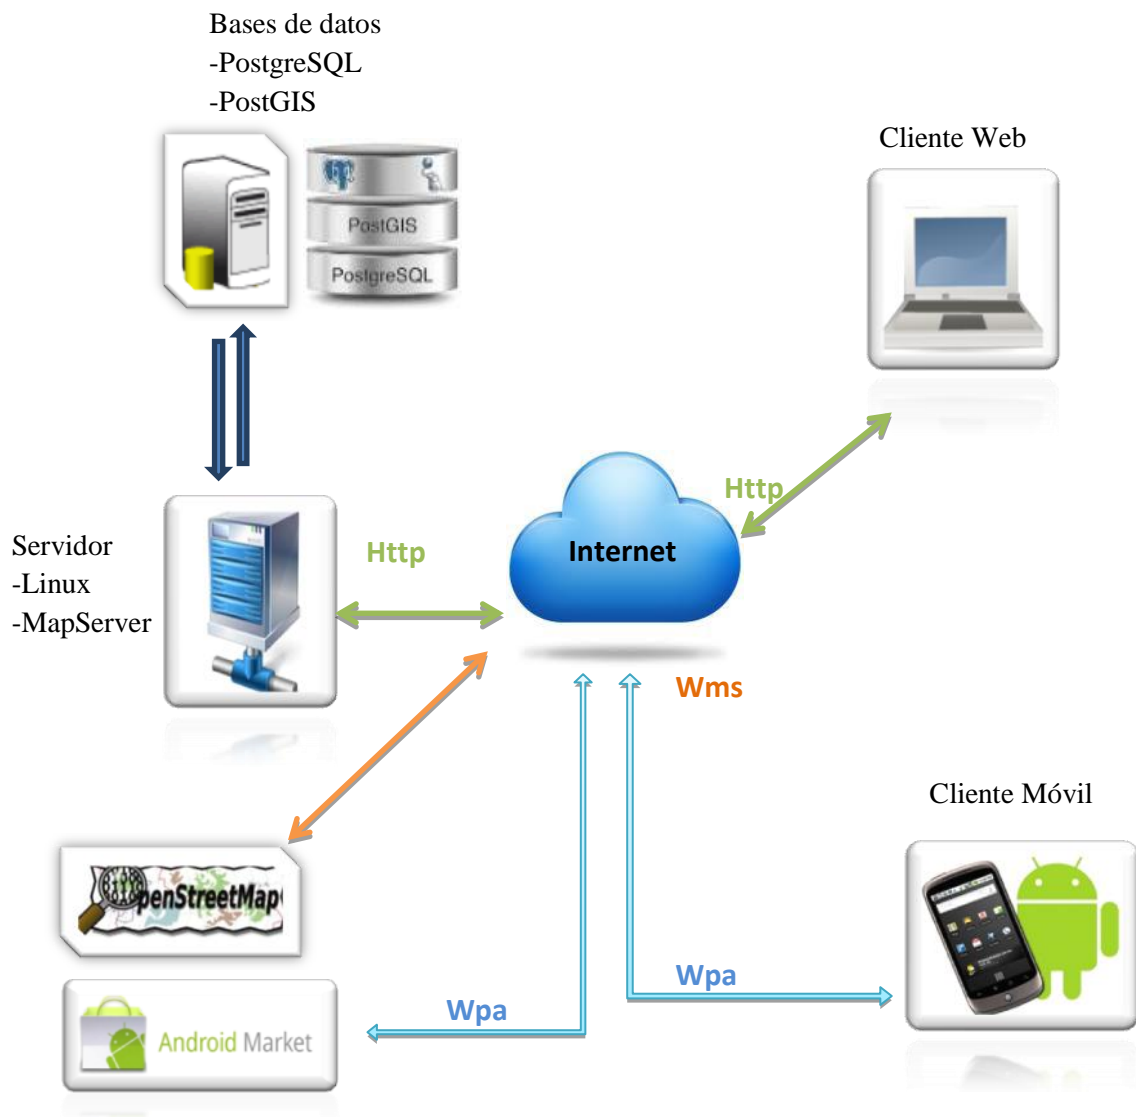 Bases de datos
-PostgreSQL
-PostGIS
PostGIS
PostgreSQL
Cliente Web
Http
Servidor
-Linux
-MapServer
Http
Internet
Wms
Cliente Móvil
penStreetMap
Android Market
Wpa
Wpa